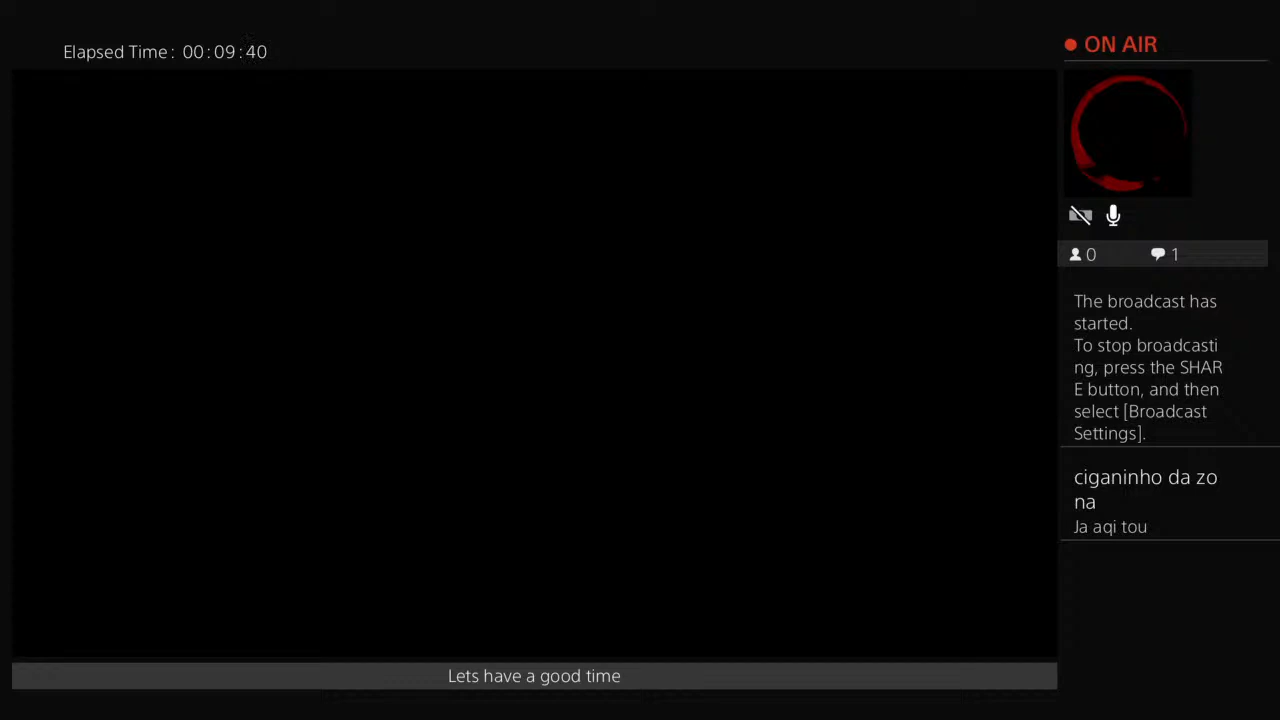 Elapsed Time: 00:09:40
ON AIR
0 1
The broadcast has
started.
To stop broadcasti
ng, press the SHAR
E button, and then
select [Broadcast
Settings].
ciganinho da zo
na
Ja aqi tou
Lets have a good time